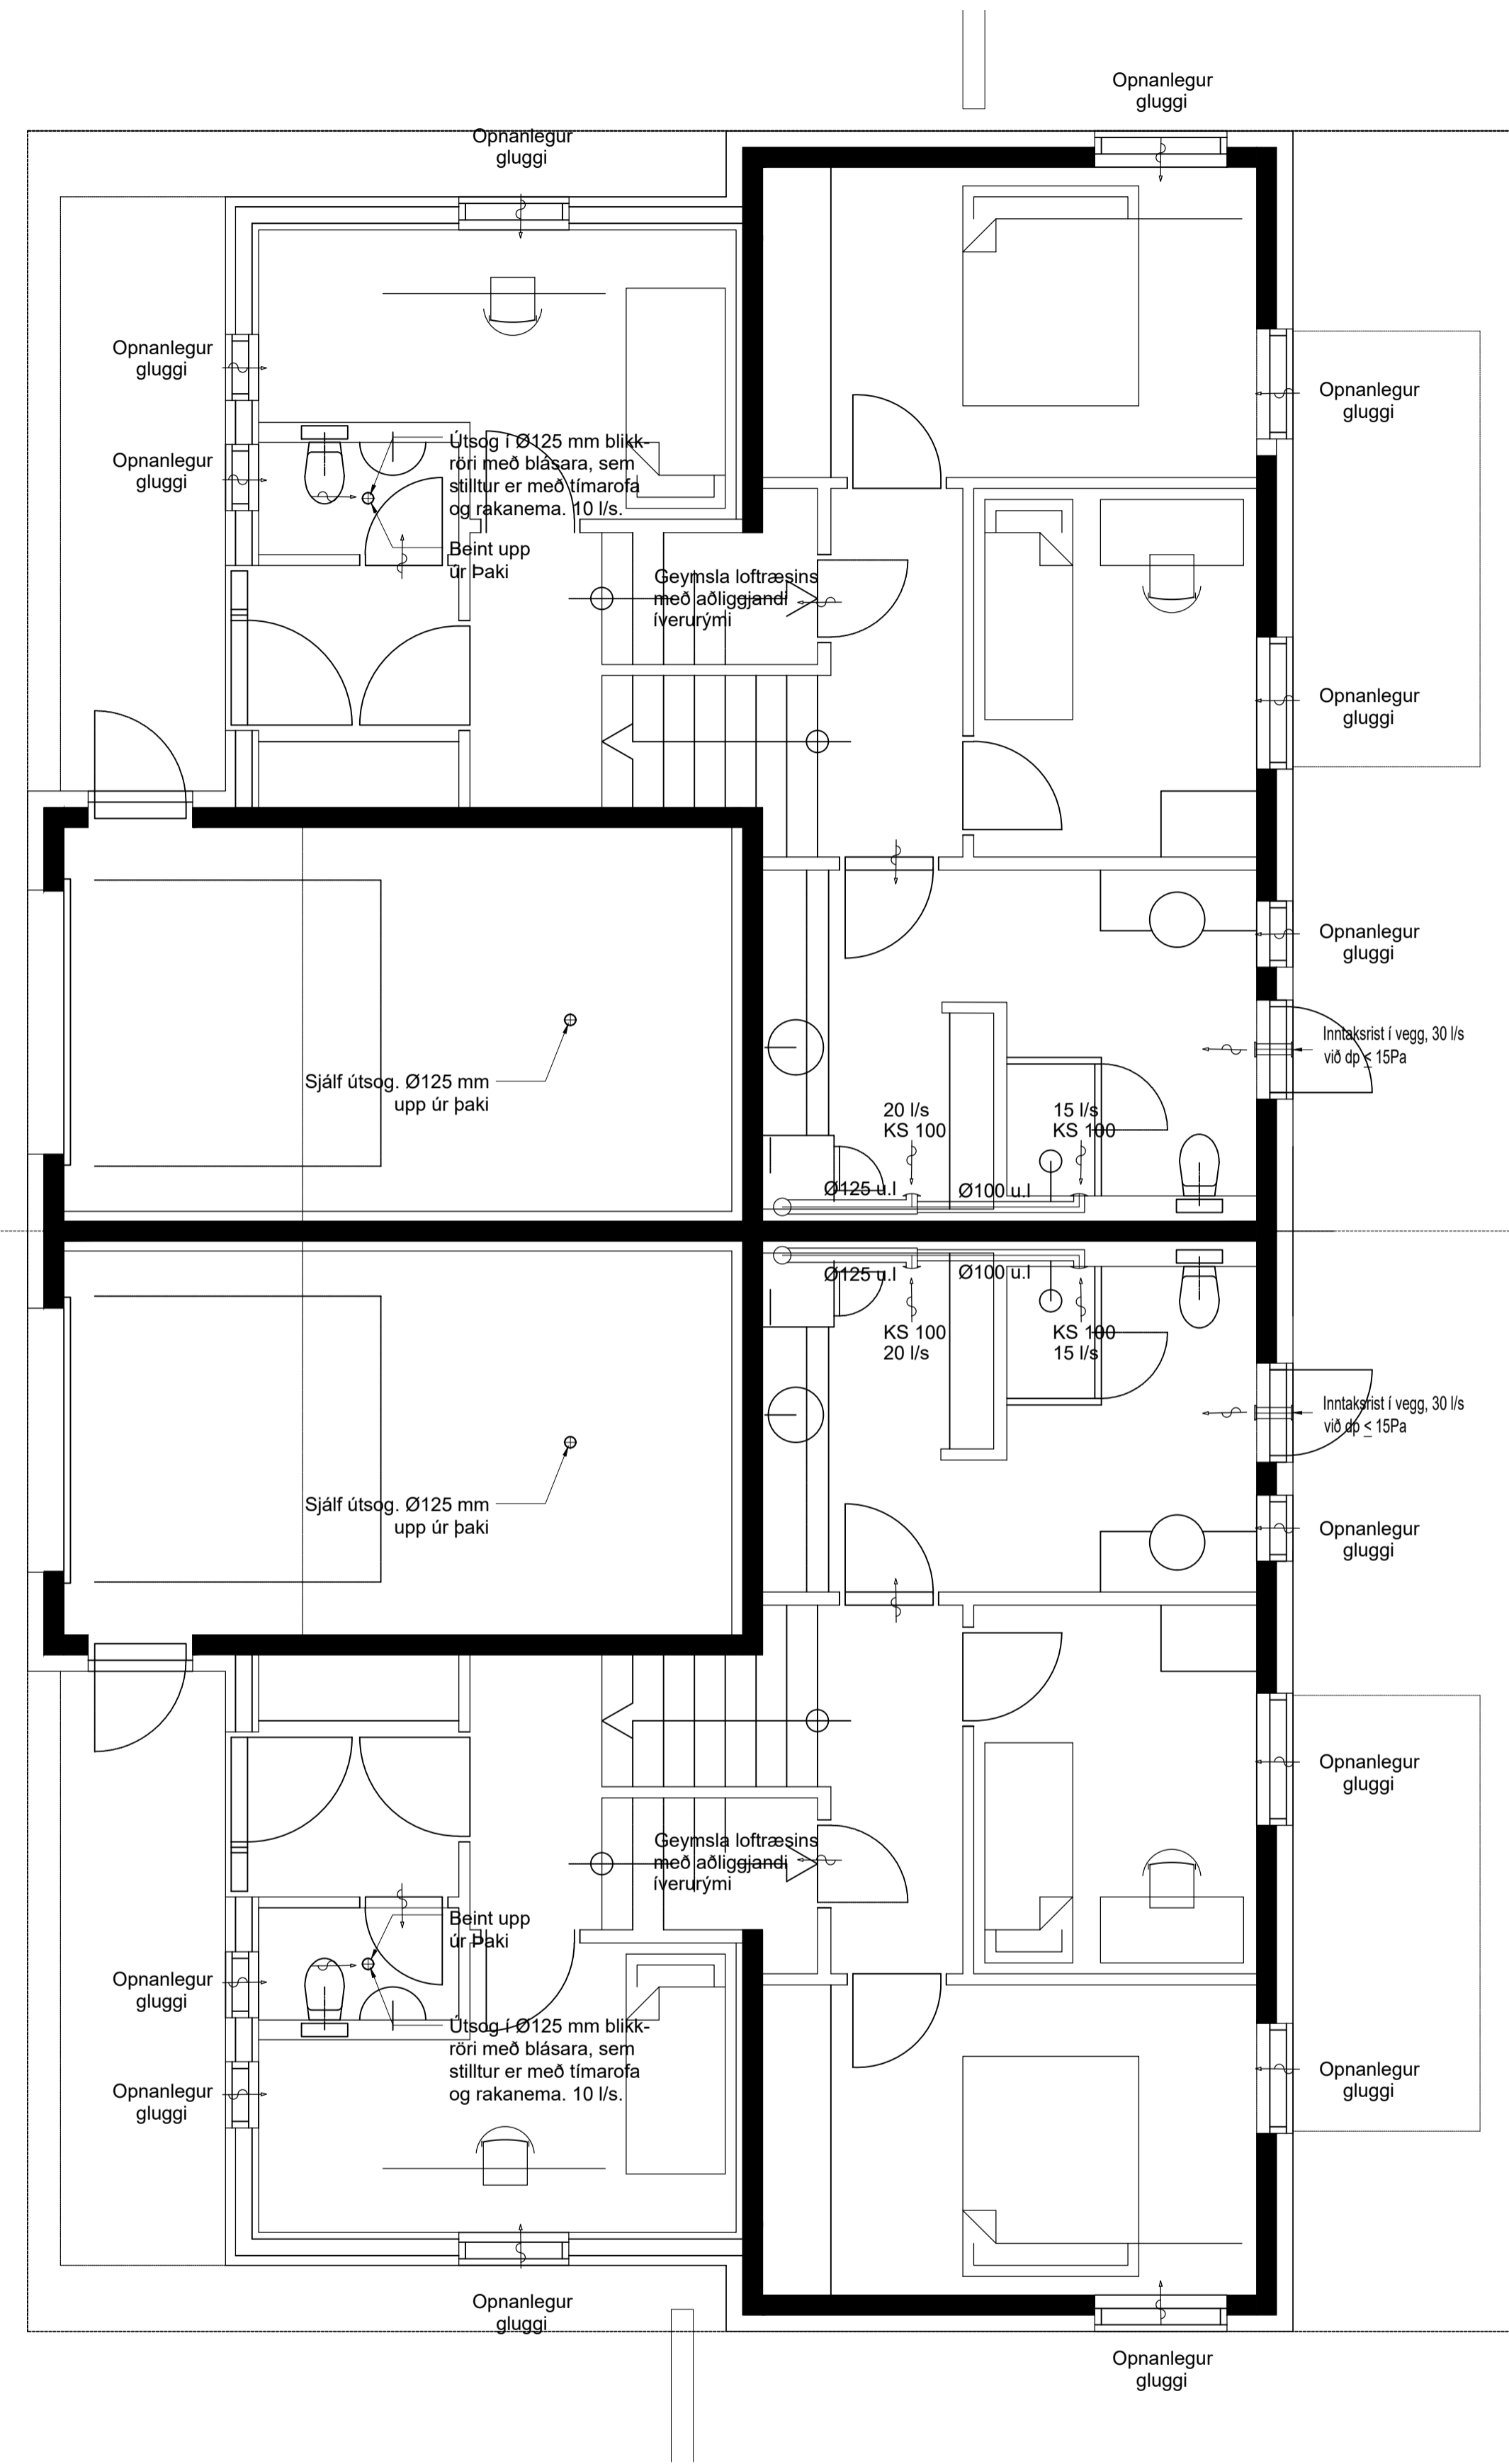 Opnanlegur
gluggi
Opnanlegur
gluggi
Opnanlegur
gluggi
Opnanlegur
gluggi
Opnanlegur
gluggi
Útsog í Ø125 mm blikk-
röri með blásara, sem
stilltur er með tímarofa
og rakanema. 10 l/s.
Beint upp
úr Þaki
Geymsla loftræsins
með aðliggjandi
íverurými
Opnanlegur
gluggi
Opnanlegur
gluggi
Inntaksrist í vegg, 30 l/s
við dp < 15Pa
Sjálf útsog. Ø125 mm
upp úr þaki
20 l/s
KS 100
15 l/s
KS 100
Ø125 u.l
Ø100 u.l
Ø125 u.l
Ø100 u.l
KS 100
20 l/s
KS 100
15 l/s
Inntaksrist í vegg, 30 l/s
við dp < 15Pa
Sjálf útsog. Ø125 mm
upp úr þaki
Opnanlegur
gluggi
Opnanlegur
gluggi
Geymsla loftræsins
með aðliggjandi
íverurými
Beint upp
úr Þaki
Opnanlegur
gluggi
Útsog í Ø125 mm blikk-
röri með blásara, sem
stilltur er með tímarofa
og rakanema. 10 l/s.
Opnanlegur
gluggi
Opnanlegur
gluggi
Opnanlegur
gluggi
Opnanlegur
gluggi